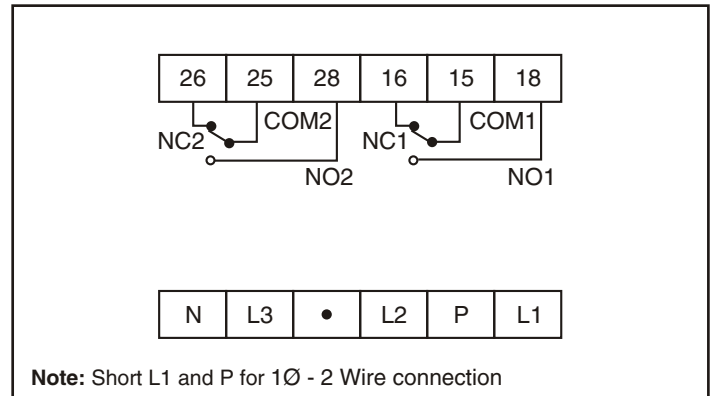 26 25 28 16 15 18
COM2 COM1
NC2 NC1
NO2 NO1
N L3 • L2 P L1
Note: Short L1 and P for 1Ø - 2 Wire connection